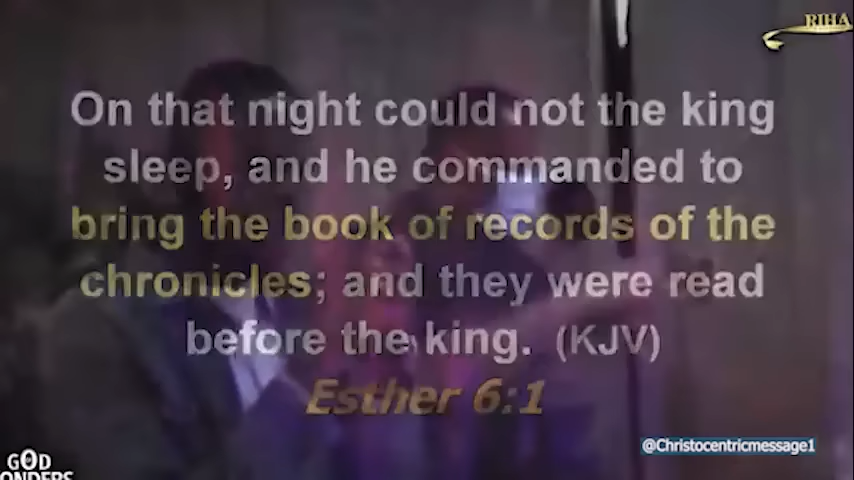 RIHA
On that night could not the king
sleep, and he commanded to
bring the book of records of the
chronicles; and they were read
before the king. (KJV)
Esther 6:1
@Christocentricmessage1
GOD
ONDERS